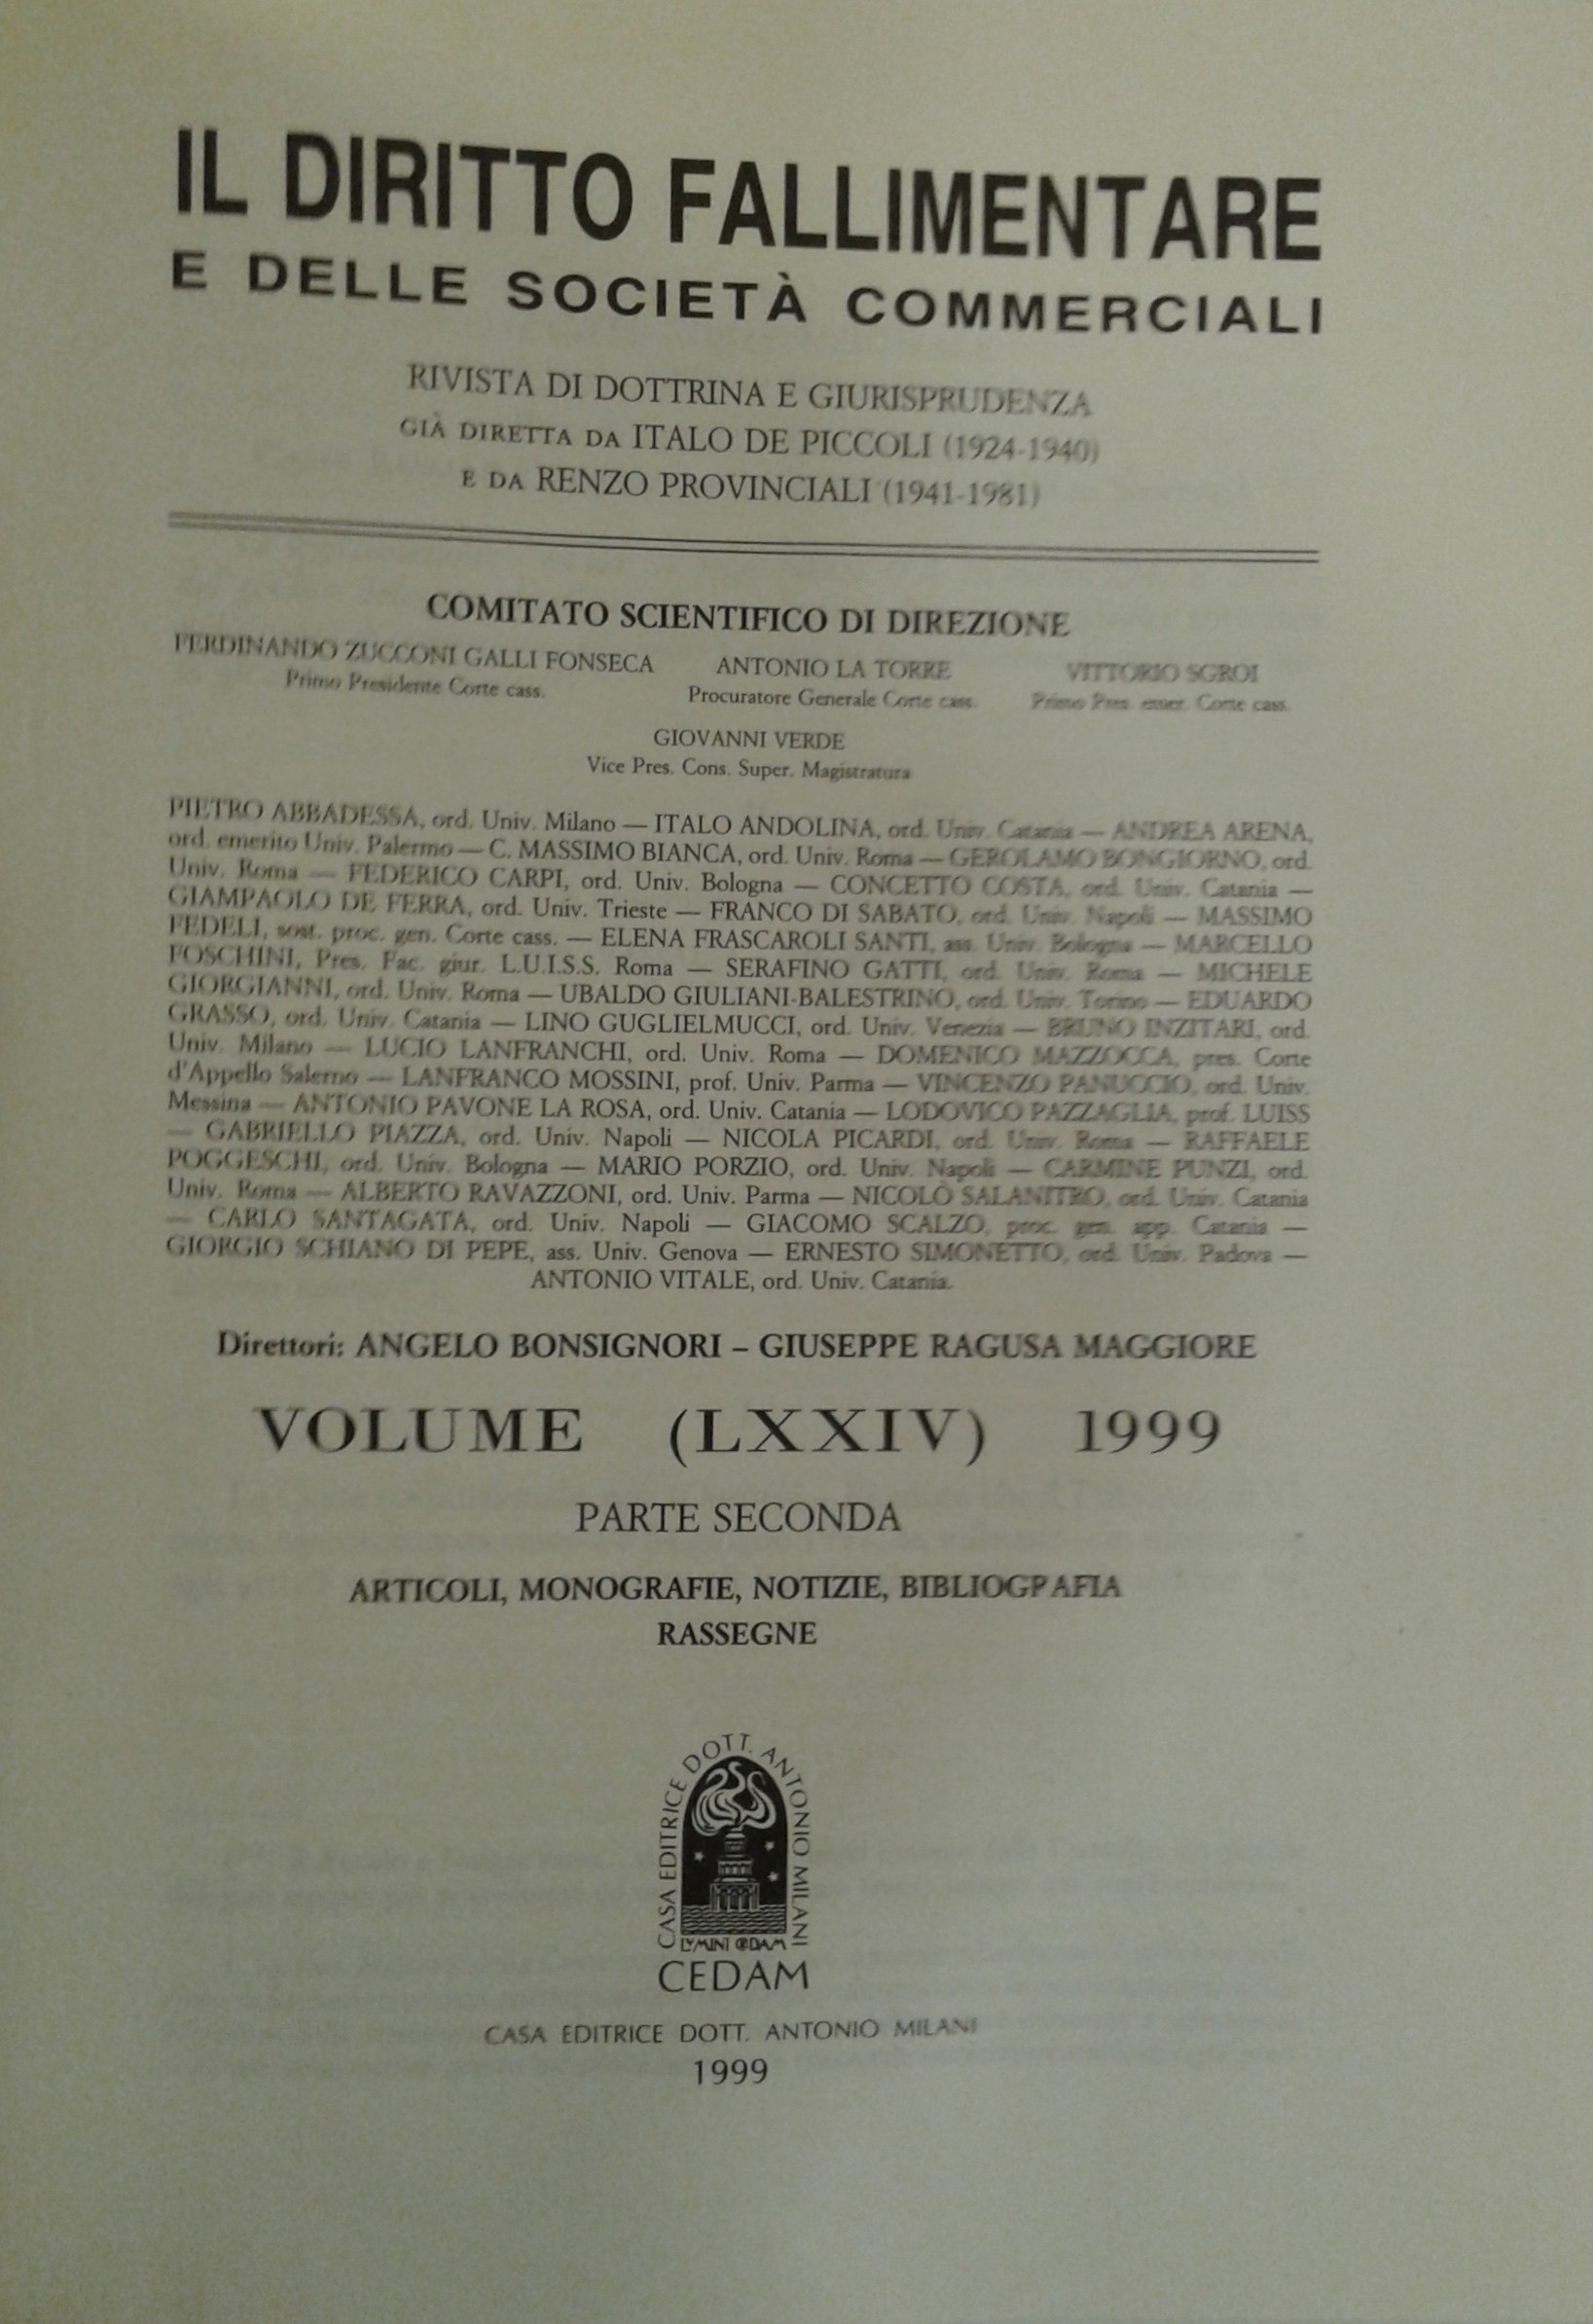 IL DIRITTO FALLIMENTARE
E DELLE SOCIETÀ COMMERCIALI
RIVISTA DI DOTTRINA E GIURISPRUDENZA
GIÀ DIRETTA DA ITALO DE PICCOLI (1924-1940)
E DA RENZO PROVINCIALI (1941-1981)
COMITATO SCIENTIFICO DI DIREZIONE
FERDINANDO ZUCCONI GALLI FONSECA ANTONIO LA TORRE VITTORIO SGROI
Primo Presidente Corte cass. Procuratore Generale Corte cass. Primo Pres. emer. Corte cass.
GIOVANNI VERDE
Vice Pres. Cons. Super. Magistratura
PIETRO ABBADESSA, ord. Univ. Milano — ITALO ANDOLINA, ord. Univ. Catania — ANDREA ARENA,
ord. emerito Univ. Palermo — C. MASSIMO BIANCA, ord. Univ. Roma — GEROLAMO BONGIORNO, ord.
Univ. Roma — FEDERICO CARPI, ord. Univ. Bologna — CONCETTO COSTA, ord. Univ. Catania —
GIAMPAOLO DE FERRA, ord. Univ. Trieste — FRANCO DI SABATO, ord. Univ. Napoli — MASSIMO
FEDELI, sost. proc. gen. Corte cass. — ELENA FRASCAROLI SANTI, ass. Univ. Bologna — MARCELLO
FOSCHINI, Pres. Fac. giur. L.U.I.S.S. Roma — SERAFINO GATTI, ord. Univ. Roma — MICHELE
GIORGIANNI, ord. Univ. Roma — UBALDO GIULIANI-BALESTRINO, ord. Univ. Torino — EDUARDO
GRASSO, ord. Univ. Catania — LINO GUGLIELMUCCI, ord. Univ. Venezia — BRUNO INZITARI, ord.
Univ. Milano — LUCIO LANFRANCHI, ord. Univ. Roma — DOMENICO MAZZOCCA, pres. Corte
d'Appello Salerno — LANFRANCO MOSSINI, prof. Univ. Parma — VINCENZO PANUCCIO, ord. Univ.
Messina — ANTONIO PAVONE LA ROSA, ord. Univ. Catania — LODOVICO PAZZAGLIA, prof. LUISS
— GABRIELLO PIAZZA, ord. Univ. Napoli — NICOLA PICARDI, ord. Univ. Roma — RAFFAELE
POGGESCHI, ord. Univ. Bologna — MARIO PORZIO, ord. Univ. Napoli — CARMINE PUNZI, ord.
Univ. Roma — ALBERTO RAVAZZONI, ord. Univ. Parma — NICOLÒ SALANITRO, ord. Univ. Catania
— CARLO SANTAGATA, ord. Univ. Napoli — GIACOMO SCALZO, proc. gen. app. Catania —
GIORGIO SCHIANO DI PEPE, ass. Univ. Genova — ERNESTO SIMONETTO, ord. Univ. Padova —
ANTONIO VITALE, ord. Univ. Catania.
Direttori: ANGELO BONSIGNORI – GIUSEPPE RAGUSA MAGGIORE
VOLUME (LXXIV) 1999
PARTE SECONDA
ARTICOLI, MONOGRAFIE, NOTIZIE, BIBLIOGRAFIA
RASSEGNE
CASA EDITRICE DOTT. ANTONIO MILANI
LVMINI CEDAM
CEDAM
CASA EDITRICE DOTT. ANTONIO MILANI
1999